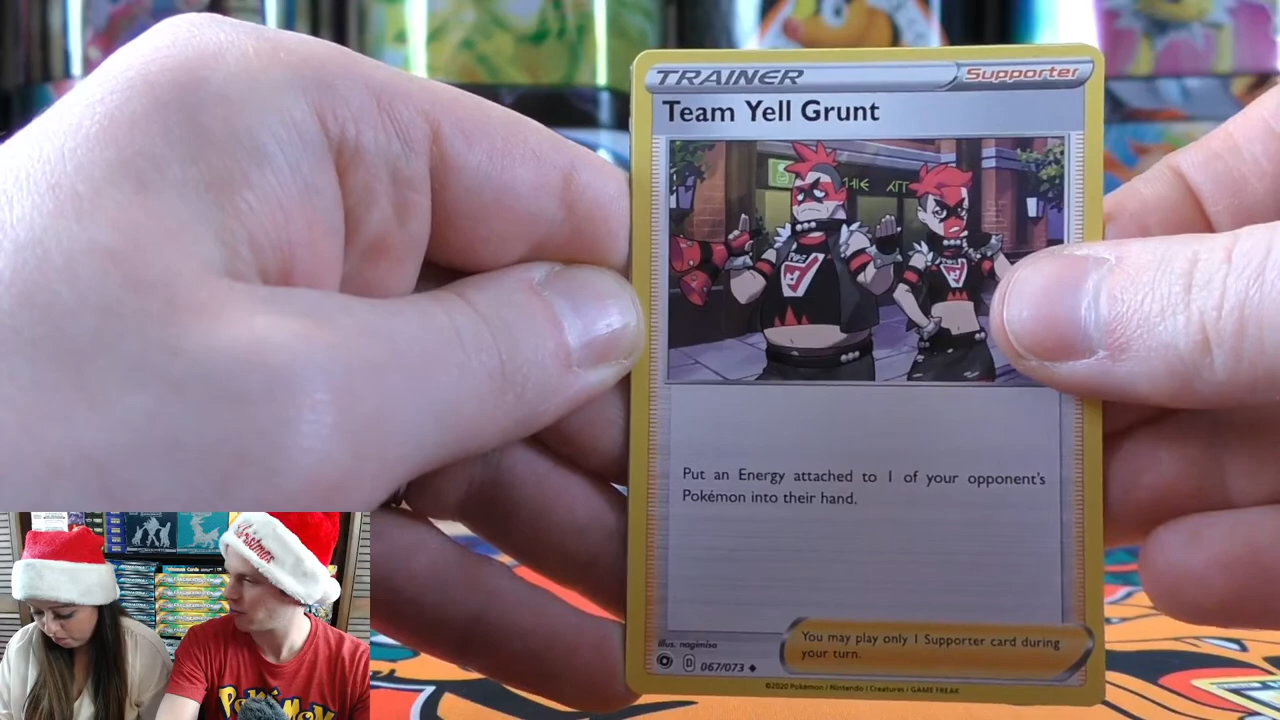 TRAINER Supporter
Team Yell Grunt
Put an Energy attached to 1 of your opponent's
Pokémon into their hand.
You may play only 1 Supporter card during
your turn.
illus. nagimiso
D 067/073
©2020 Pokémon / Nintendo / Creatures / GAME FREAK
Christmas
POKÉMON